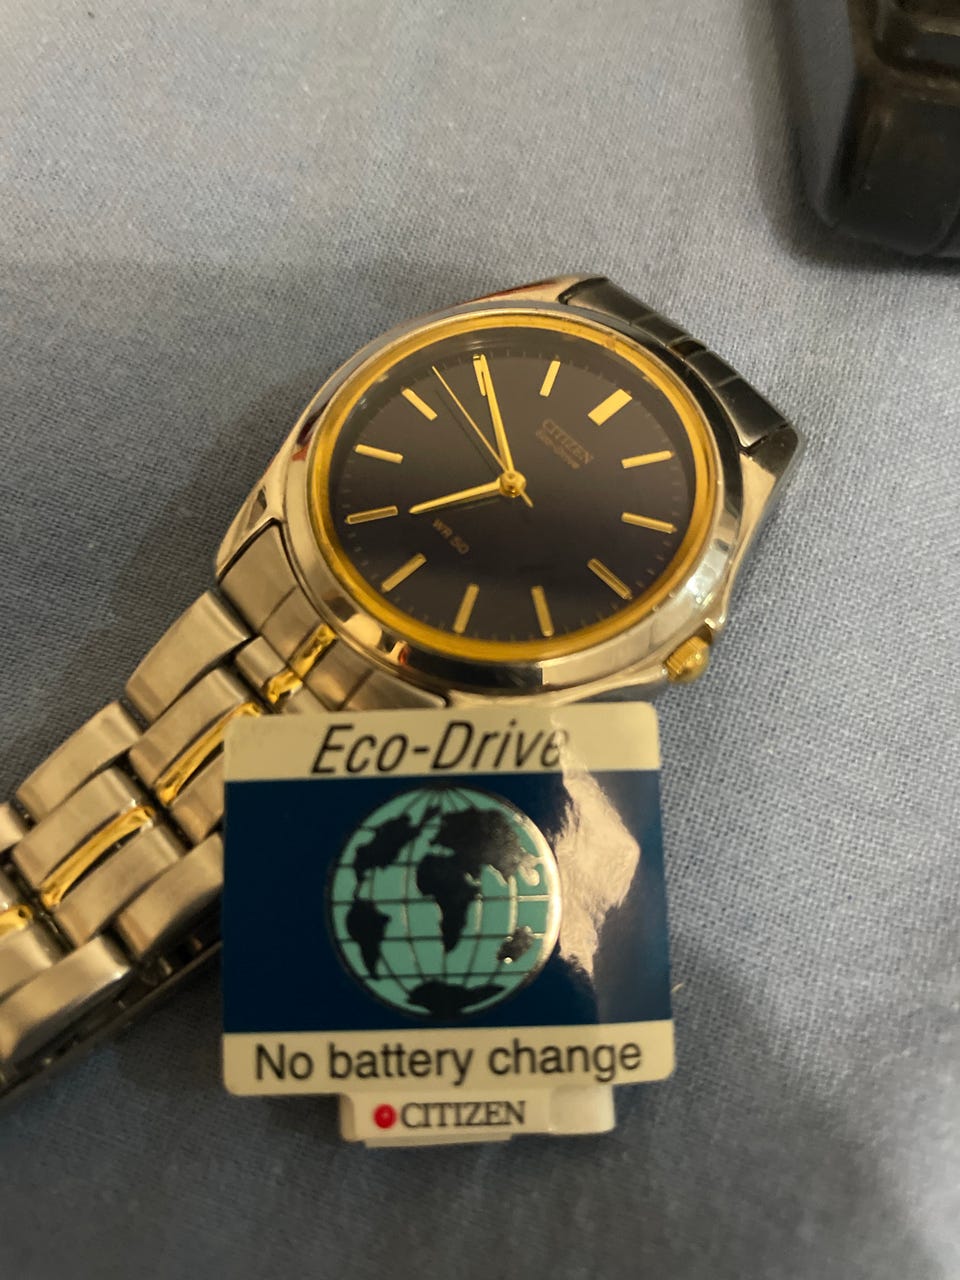 CITIZEN
Eco-Drive
WR 50
Eco-Drive
No battery change
CITIZEN